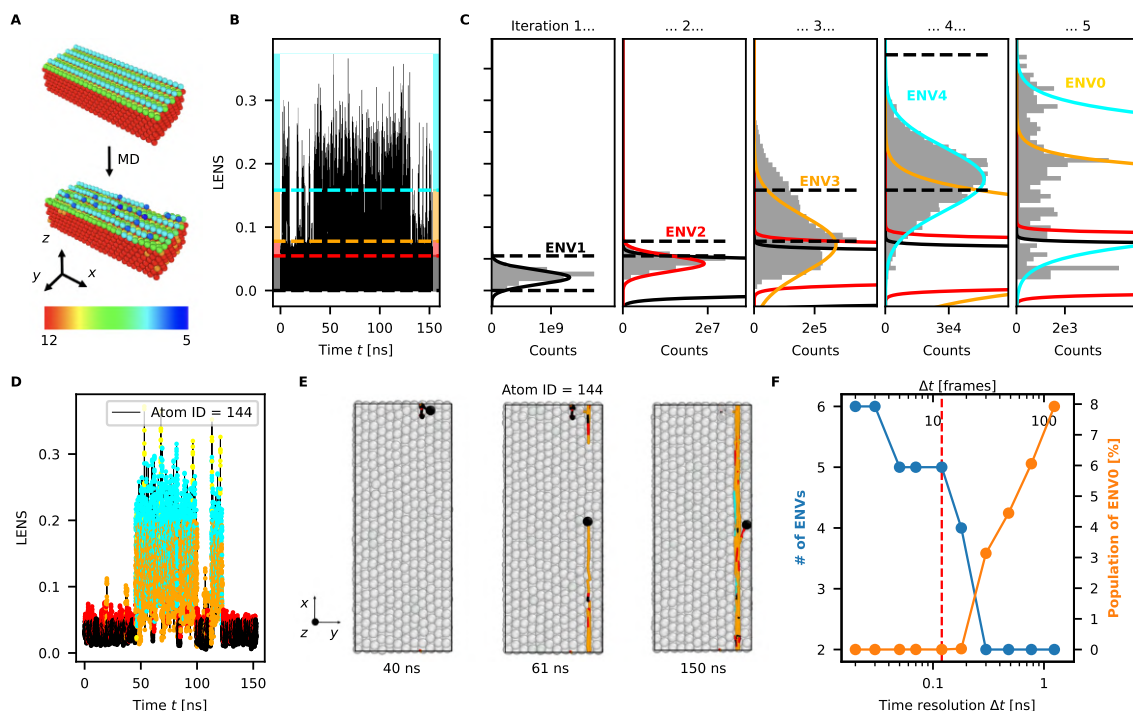 A
MD
z
y
x
12
5
B
LENS
0.3
0.2
0.1
0.0
0
50
100
150
Time t [ns]
C
Iteration 1...
... 2...
... 3...
... 4...
... 5
ENV1
ENV2
ENV3
ENV4
ENV0
0
1e9
0
2e7
0
2e5
0
3e4
0
2e3
Counts
Counts
Counts
Counts
Counts
D
Atom ID = 144
LENS
0.3
0.2
0.1
0.0
0
50
100
150
Time t [ns]
E
Atom ID = 144
x
z
y
40 ns
61 ns
150 ns
F
Δt [frames]
10
100
# of ENVs
6
5
4
3
2
Population of ENV0 [%]
8
7
6
5
4
3
2
1
0
0.1
1
Time resolution Δt [ns]